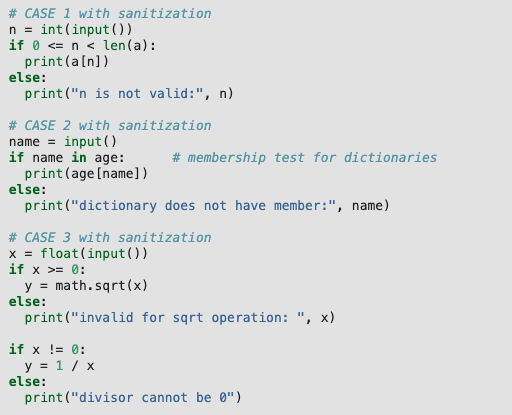 # CASE 1 with sanitization
n = int(input())
if 0 <= n < len(a):
  print(a[n])
else:
  print("n is not valid:", n)

# CASE 2 with sanitization
name = input()
if name in age:      # membership test for dictionaries
  print(age[name])
else:
  print("dictionary does not have member:", name)

# CASE 3 with sanitization
x = float(input())
if x >= 0:
  y = math.sqrt(x)
else:
  print("invalid for sqrt operation: ", x)

if x != 0:
  y = 1 / x
else:
  print("divisor cannot be 0")